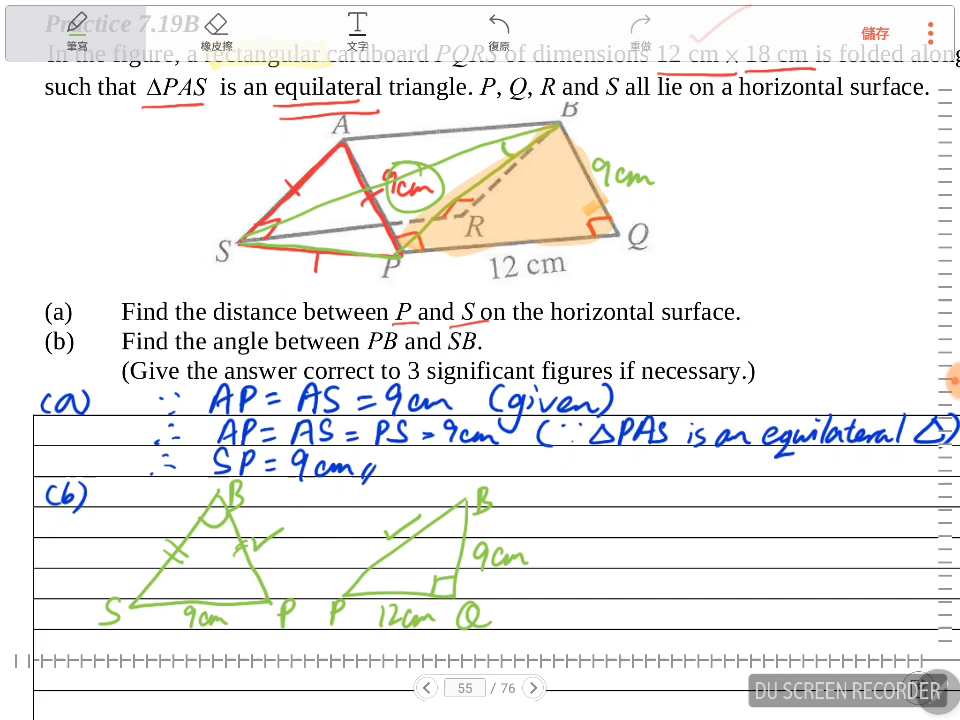 Practice 7.19B
筆寫
橡皮擦
文字
復原
重做
儲存
In the figure, a rectangular cardboard PQRS of dimensions 12 cm × 18 cm is folded along
such that ΔPAS is an equilateral triangle. P, Q, R and S all lie on a horizontal surface.
A
B
9cm
9cm
R
S
P
Q
12 cm
(a) Find the distance between P and S on the horizontal surface.
(b) Find the angle between PB and SB.
(Give the answer correct to 3 significant figures if necessary.)
(a) ∵ AP = AS = 9cm (given)
∴ AP = AS = PS = 9cm (∵ ΔPAS is an equilateral Δ)
∴ SP = 9cm
(b)
B
B
9cm
S 9cm P
P 12cm Q
55 / 76
DU SCREEN RECORDER